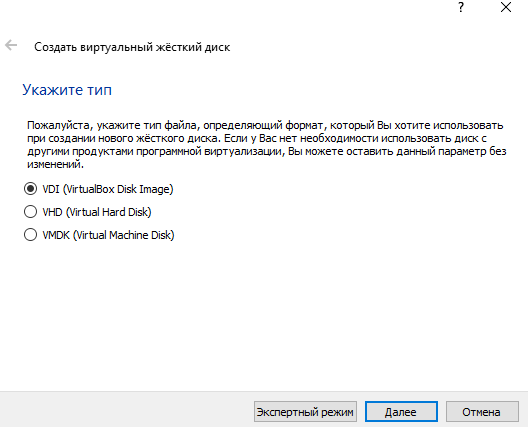 ?
Создать виртуальный жёсткий диск
Укажите тип
Пожалуйста, укажите тип файла, определяющий формат, который Вы хотите использовать
при создании нового жёсткого диска. Если у Вас нет необходимости использовать диск с
другими продуктами программной виртуализации, Вы можете оставить данный параметр без
изменений.
VDI (VirtualBox Disk Image)
VHD (Virtual Hard Disk)
VMDK (Virtual Machine Disk)
Экспертный режим Далее Отмена